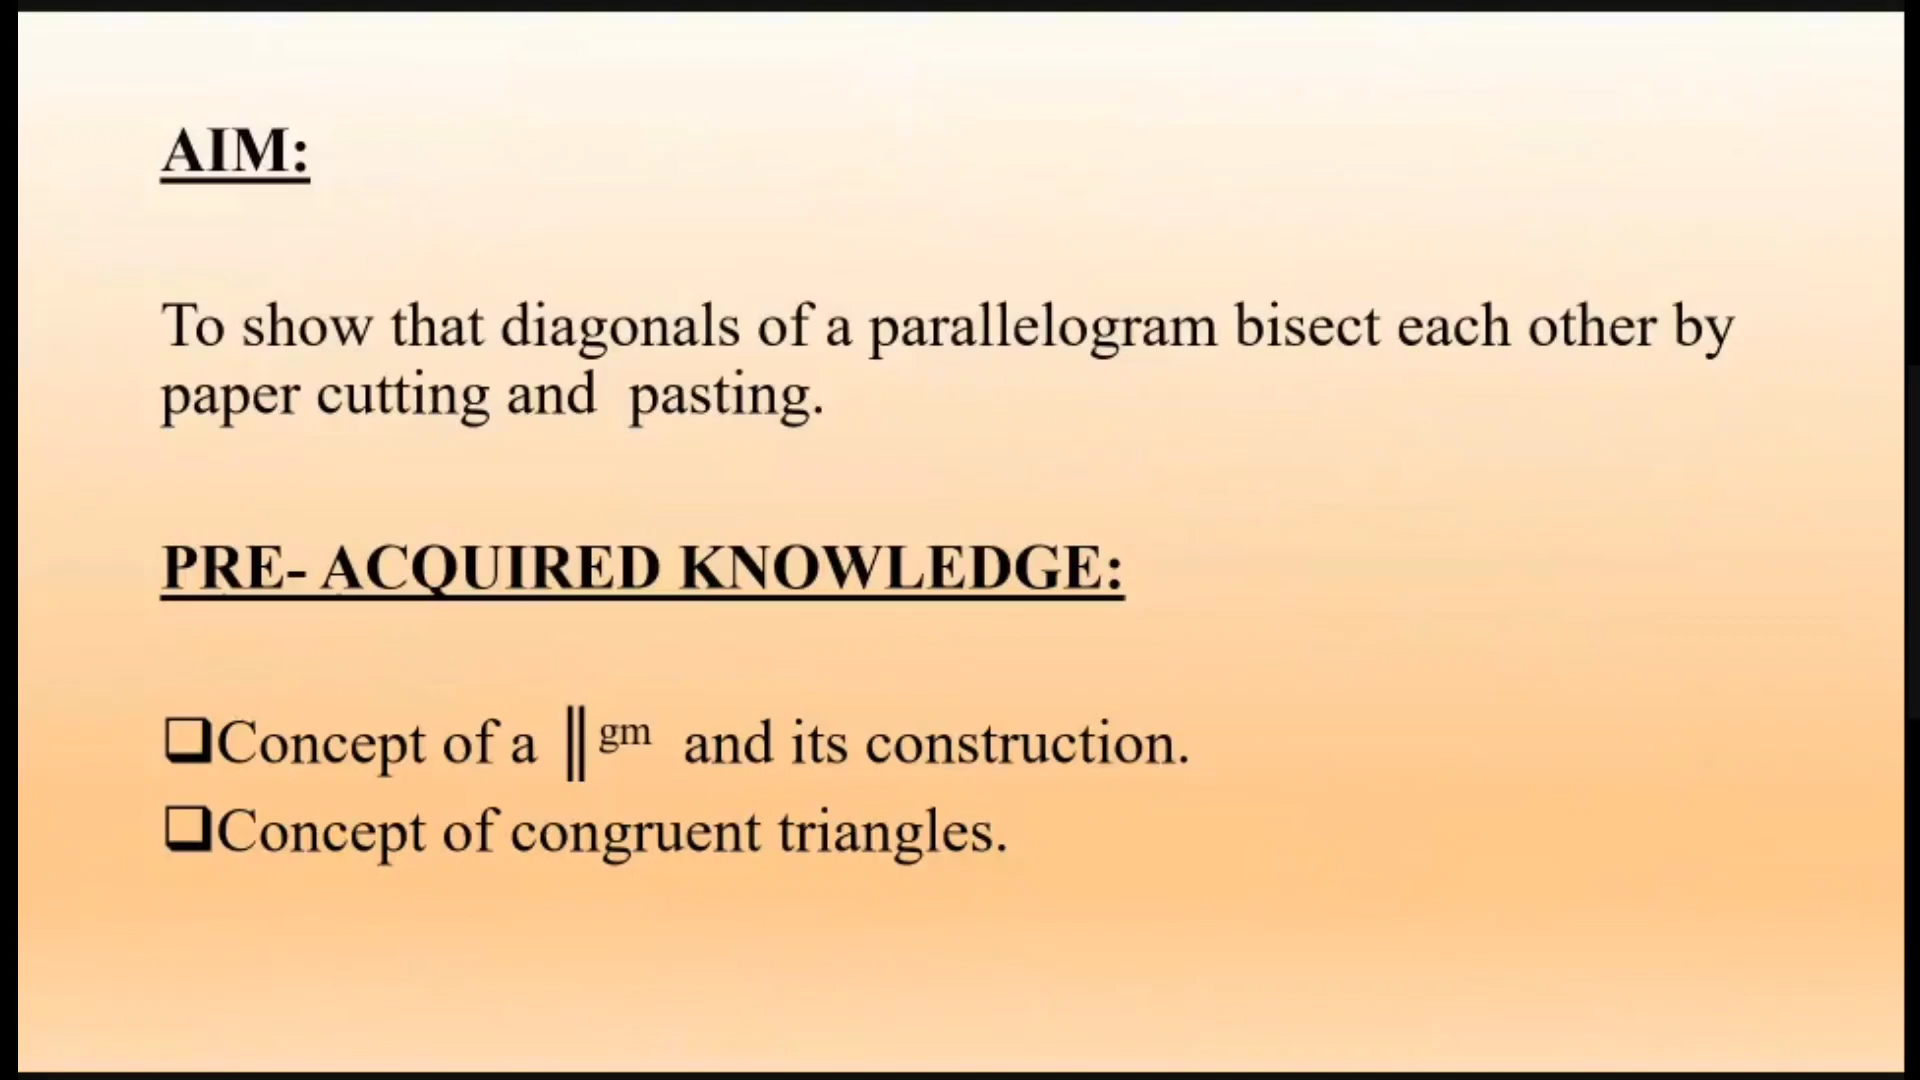 AIM:
To show that diagonals of a parallelogram bisect each other by
paper cutting and  pasting.
PRE- ACQUIRED KNOWLEDGE:
❑Concept of a ‖gm  and its construction.
❑Concept of congruent triangles.